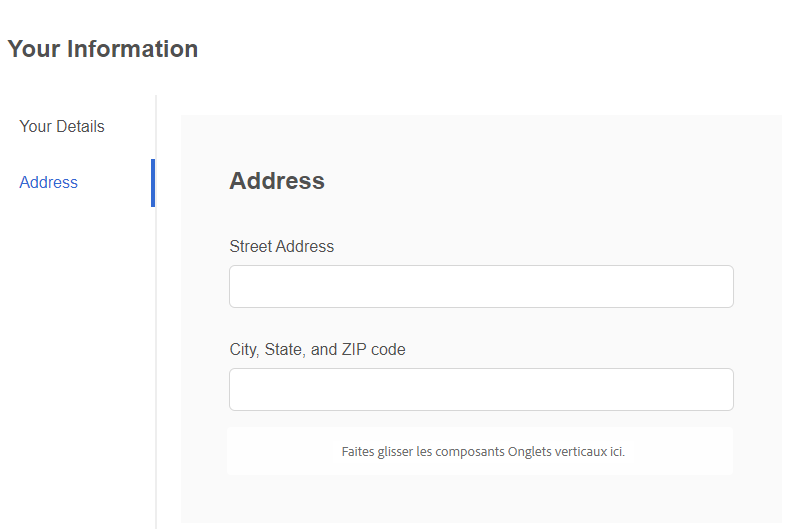 Your Information
Your Details
Address
Address
Street Address
City, State, and ZIP code
Faites glisser les composants Onglets verticaux ici.